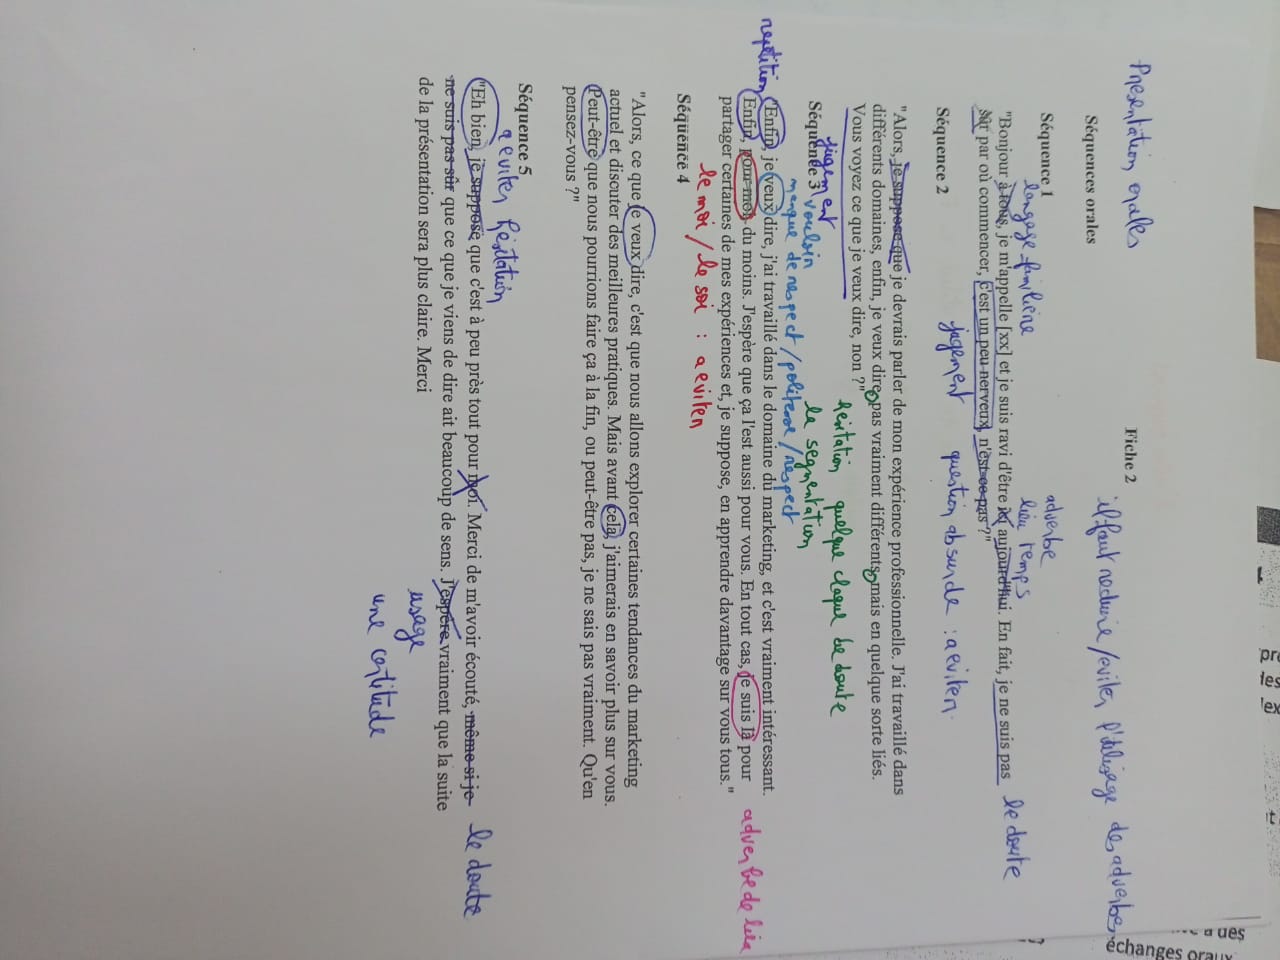 pr
les
ex
à des
échanges oraux
Presentation orales
Fiche 2
il faut reduire/eviter l'utilisage des adverbes.
Séquences orales
Séquence 1
adverbe
langage familière
lieu temps
"Bonjour à tous, je m'appelle [xx] et je suis ravi d'être ici aujourd'hui. En fait, je ne suis pas
le doute
sûr par où commencer, c'est un peu nerveux, n'est-ce pas ?"
jugement
question absurde : a eviter.
Séquence 2
"Alors, je suppose que je devrais parler de mon expérience professionnelle. J'ai travaillé dans
différents domaines, enfin, je veux dire, pas vraiment différents, mais en quelque sorte liés.
Vous voyez ce que je veux dire, non ?"
hésitation quelque claque de doute
jugement
la segmentation
Séquence 3
vouloir
manque de respect/politesse/respect
repetition
"Enfin, je veux dire, j'ai travaillé dans le domaine du marketing, et c'est vraiment intéressant.
Enfin, pour moi, du moins. J'espère que ça l'est aussi pour vous. En tout cas, je suis là pour
adverbe de lieu
partager certaines de mes expériences et, je suppose, en apprendre davantage sur vous tous."
le moi / le soi : a eviter
Séquence 4
"Alors, ce que je veux dire, c'est que nous allons explorer certaines tendances du marketing
actuel et discuter des meilleures pratiques. Mais avant cela, j'aimerais en savoir plus sur vous.
Peut-être que nous pourrions faire ça à la fin, ou peut-être pas, je ne sais pas vraiment. Qu'en
pensez-vous ?"
Séquence 5
a eviter hésitation
"Eh bien, je suppose que c'est à peu près tout pour moi. Merci de m'avoir écouté, même si je
le doute
ne suis pas sûr que ce que je viens de dire ait beaucoup de sens. J'espère vraiment que la suite
de la présentation sera plus claire. Merci
usage
une certitude